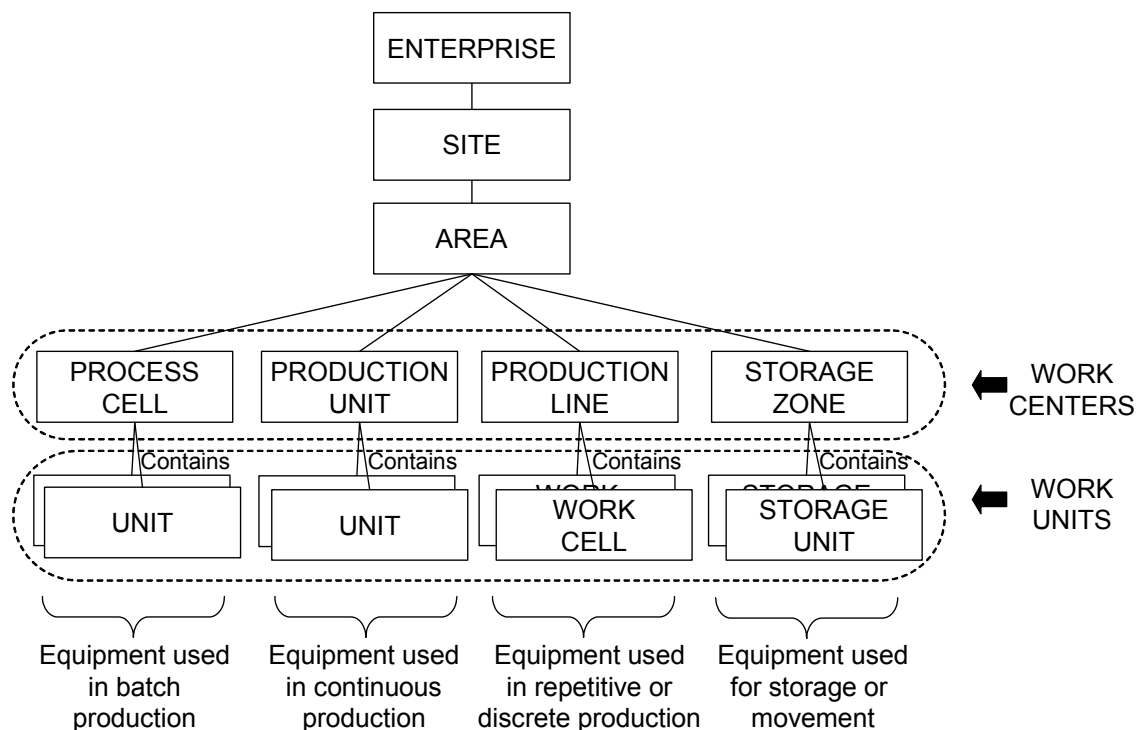 ENTERPRISE
SITE
AREA
PROCESS
CELL
PRODUCTION
UNIT
PRODUCTION
LINE
STORAGE
ZONE
WORK
CENTERS
Contains
Contains
Contains
Contains
UNIT
UNIT
WORK
WORK
CELL
STORAGE
STORAGE
UNIT
WORK
UNITS
Equipment used
in batch
production
Equipment used
in continuous
production
Equipment used
in repetitive or
discrete production
Equipment used
for storage or
movement